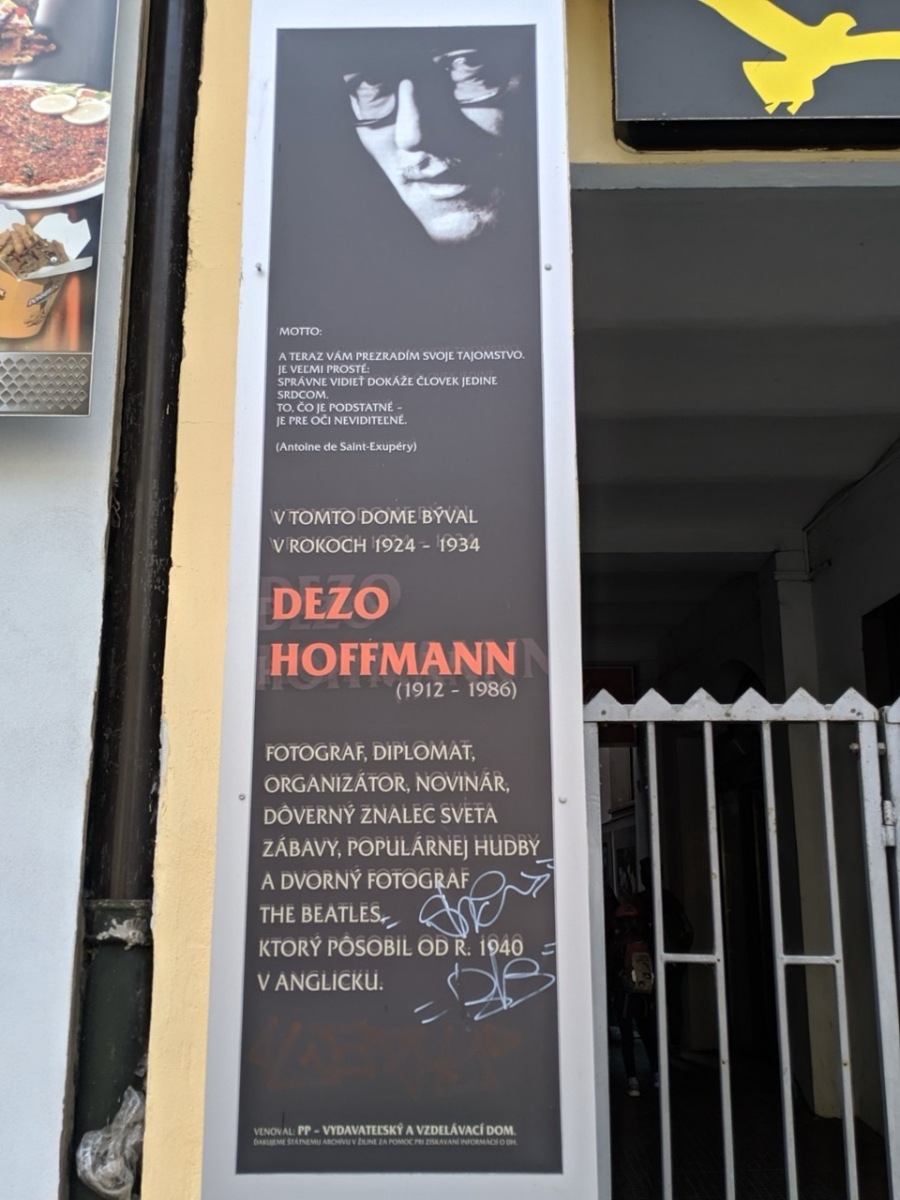 MOTTO:
A TERAZ VÁM PREZRADÍM SVOJE TAJOMSTVO.
JE VEĽMI PROSTÉ:
SPRÁVNE VIDIEŤ DOKÁŽE ČLOVEK JEDINE
SRDCOM.
TO, ČO JE PODSTATNÉ –
JE PRE OČI NEVIDITEĽNÉ.
(Antoine de Saint-Exupéry)
V TOMTO DOME BÝVAL
V ROKOCH 1924 – 1934
DEZO
HOFFMANN
(1912 – 1986)
FOTOGRAF, DIPLOMAT,
ORGANIZÁTOR, NOVINÁR,
DÔVERNÝ ZNALEC SVETA
ZÁBAVY, POPULÁRNEJ HUDBY
A DVORNÝ FOTOGRAF
THE BEATLES,
KTORÝ PÔSOBIL OD R. 1940
V ANGLICKU.
VENOVAL: PP – VYDAVATEĽSKÝ A VZDELÁVACÍ DOM.
ĎAKUJEME ŠTÁTNEMU ARCHÍVU V ŽILINE ZA POMOC PRI ZÍSKAVANÍ INFORMÁCIÍ O DH.